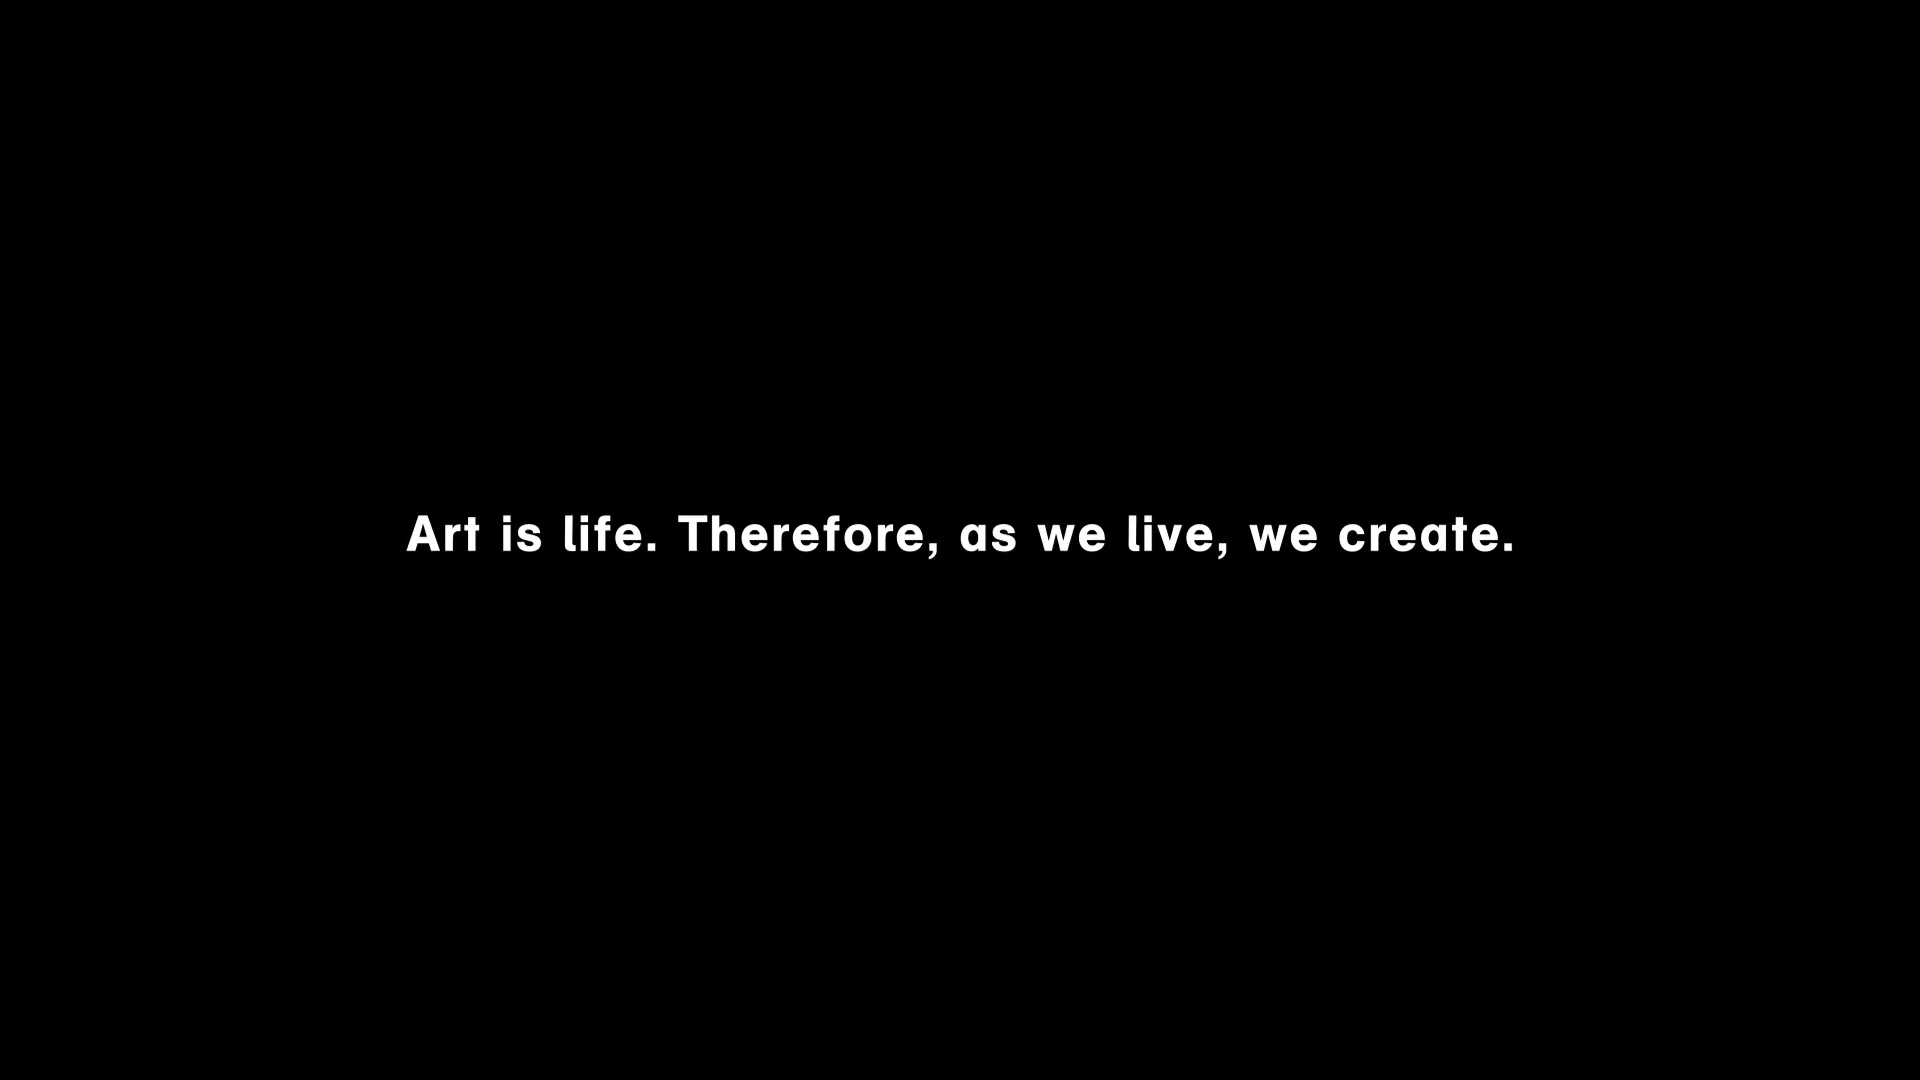 Art is life. Therefore, as we live, we create.